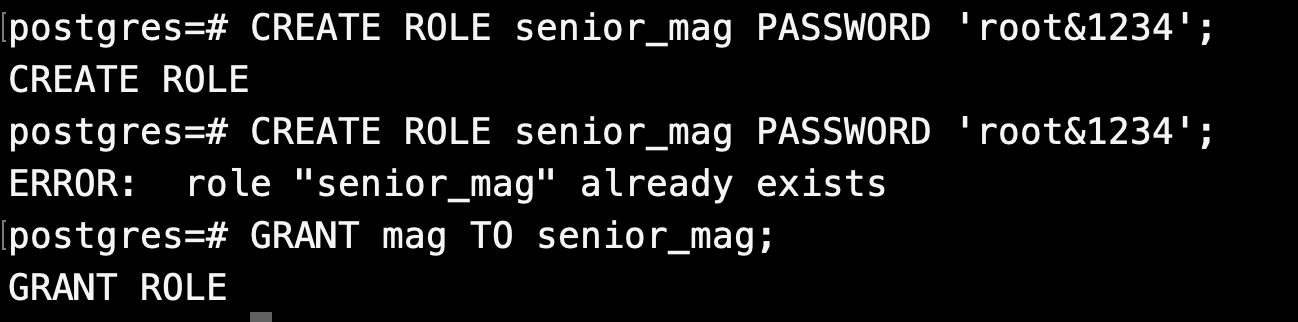 postgres=# CREATE ROLE senior_mag PASSWORD 'root&1234';
CREATE ROLE
postgres=# CREATE ROLE senior_mag PASSWORD 'root&1234';
ERROR:  role "senior_mag" already exists
postgres=# GRANT mag TO senior_mag;
GRANT ROLE